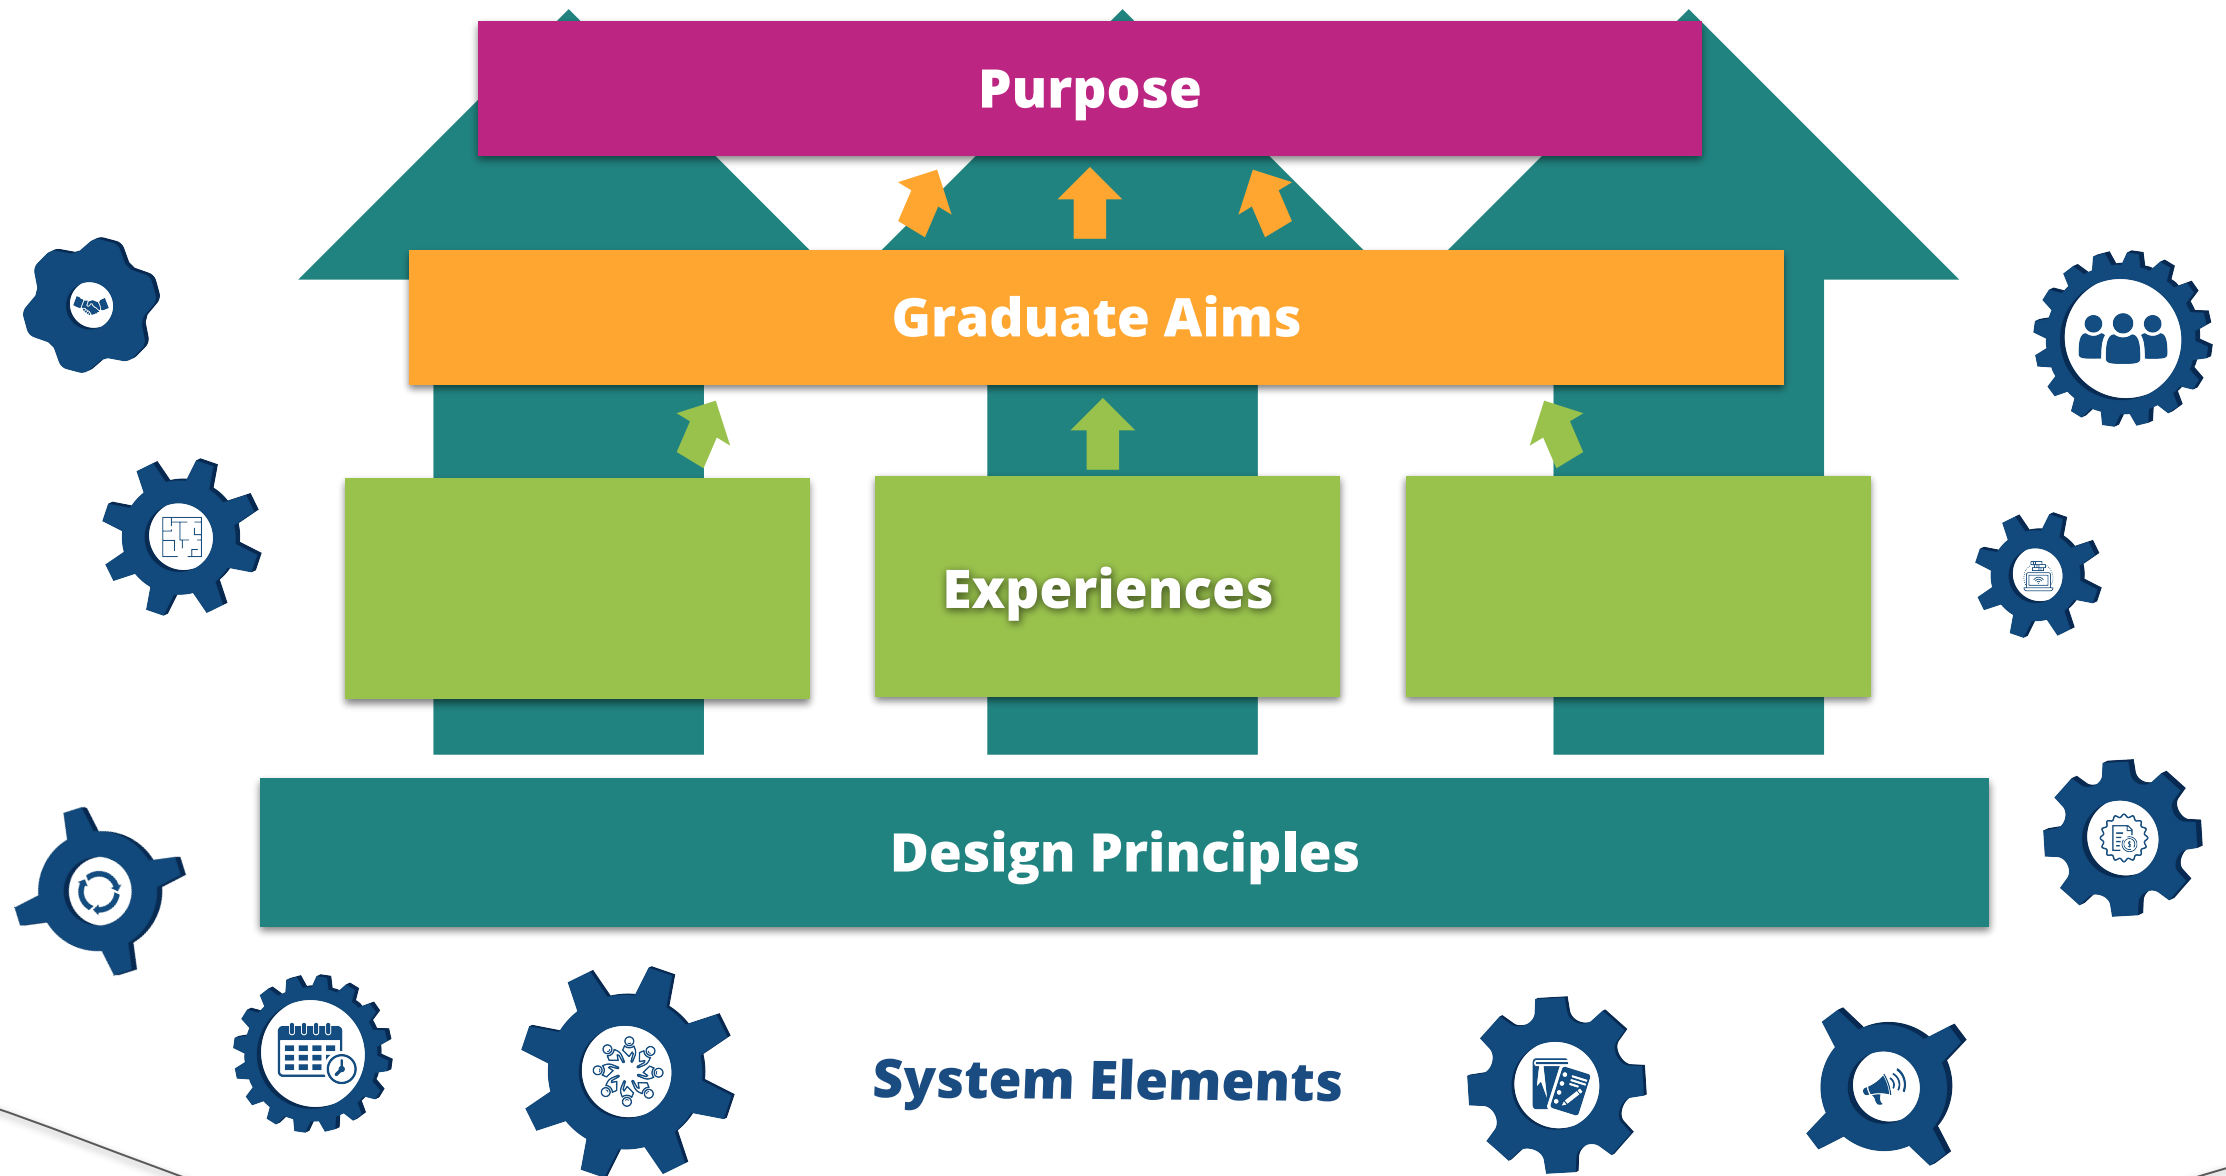 Purpose
Graduate Aims
Experiences
Design Principles
System Elements